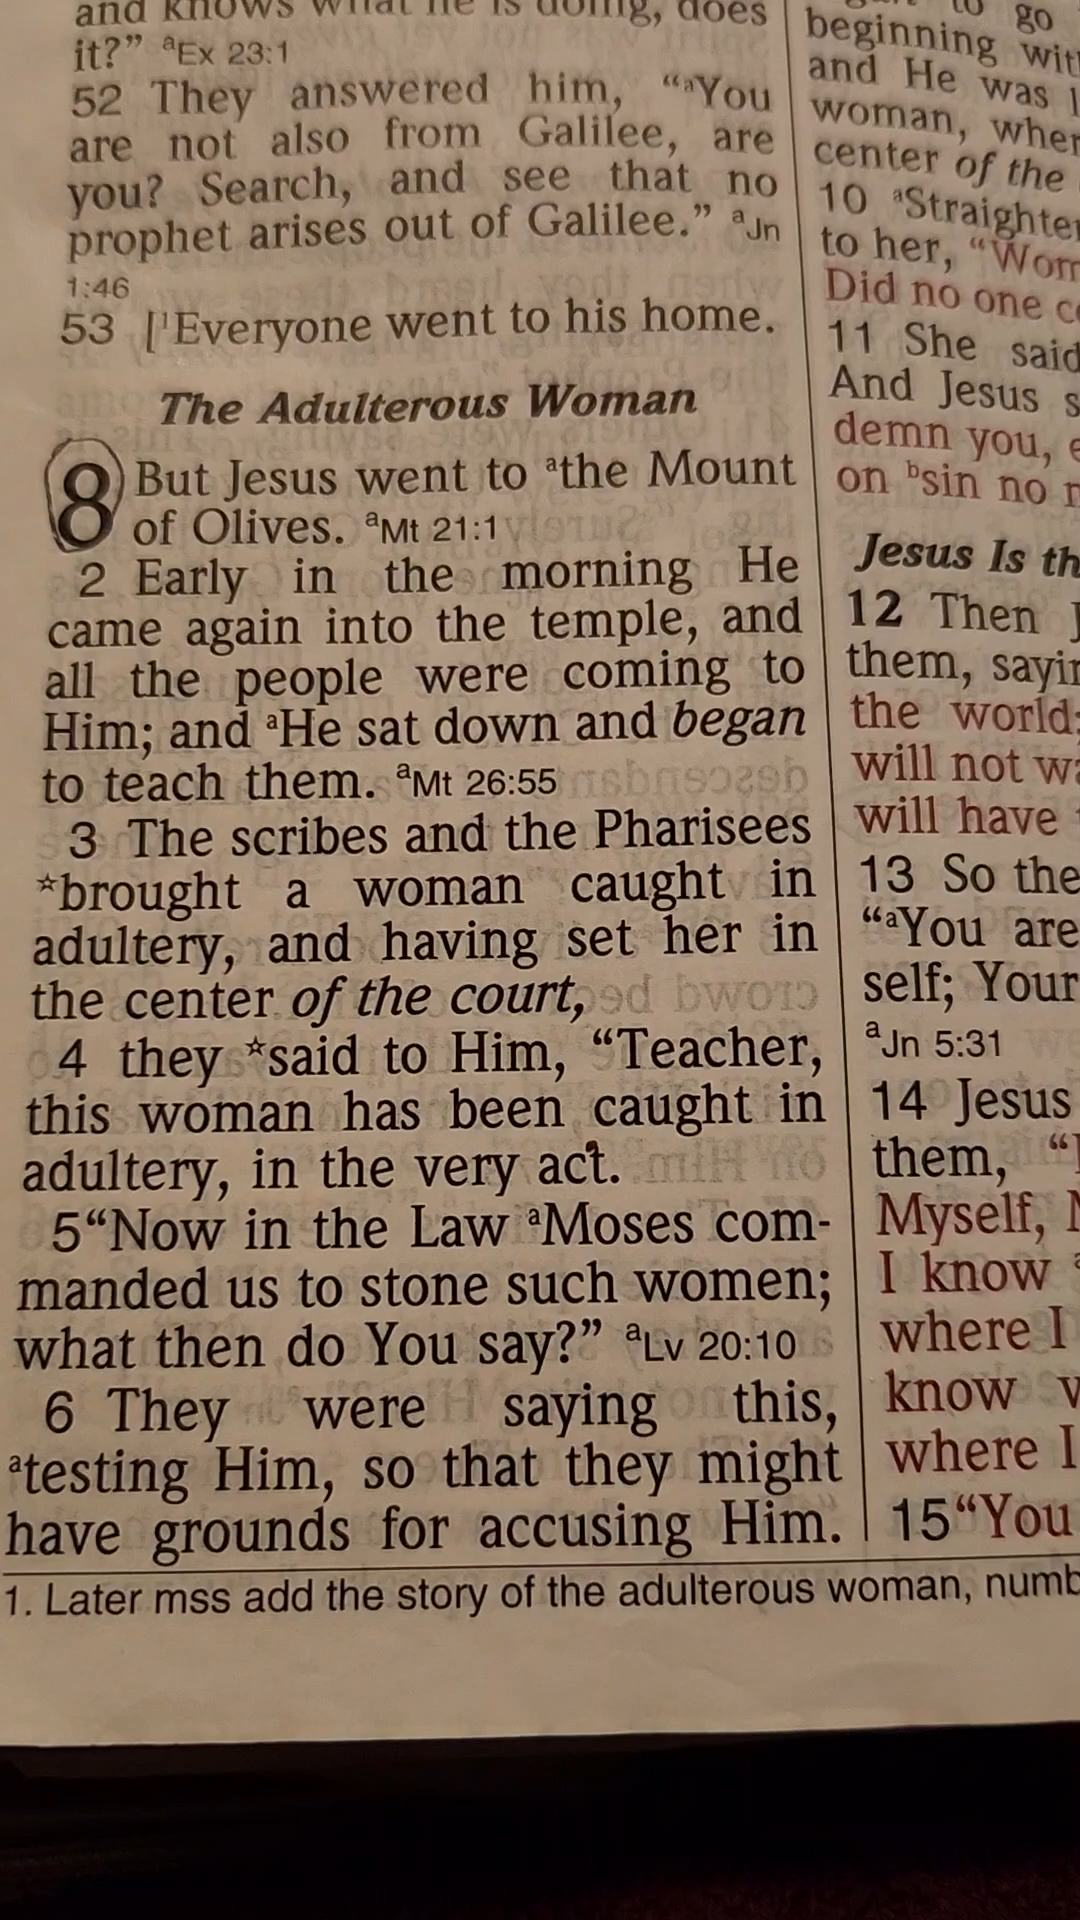 and knows what he is doing, does
it?” ᵃEx 23:1
52 They answered him, “ᵃYou
are not also from Galilee, are
you? Search, and see that no
prophet arises out of Galilee.” ᵃJn
1:46
53 [¹Everyone went to his home.
The Adulterous Woman
8 But Jesus went to ᵃthe Mount
of Olives. ᵃMt 21:1
2 Early in the morning He
came again into the temple, and
all the people were coming to
Him; and ᵃHe sat down and began
to teach them. ᵃMt 26:55
3 The scribes and the Pharisees
*brought a woman caught in
adultery, and having set her in
the center of the court,
4 they *said to Him, “Teacher,
this woman has been caught in
adultery, in the very act.
5 “Now in the Law ᵃMoses com-
manded us to stone such women;
what then do You say?” ᵃLv 20:10
6 They were saying this,
ᵃtesting Him, so that they might
have grounds for accusing Him.
1. Later mss add the story of the adulterous woman, numb
to go
beginning
and He was
woman,
center of the
10
to her,
Did no one
11 She said
And Jesus
demn you,
on ᵇsin no
Jesus Is
12 Then
them,
the world;
will not
will have
13 So the
“ᵃYou are
self; Your
ᵃJn 5:31
14 Jesus
them,
Myself,
I know
where I
know
where I
15 “You